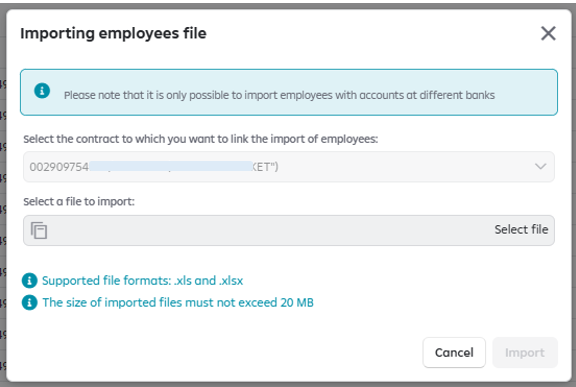 Importing employees file
Please note that it is only possible to import employees with accounts at different banks
Select the contract to which you want to link the import of employees:
002909754 KET")
Select a file to import:
Select file
Supported file formats: .xls and .xlsx
The size of imported files must not exceed 20 MB
Cancel
Import